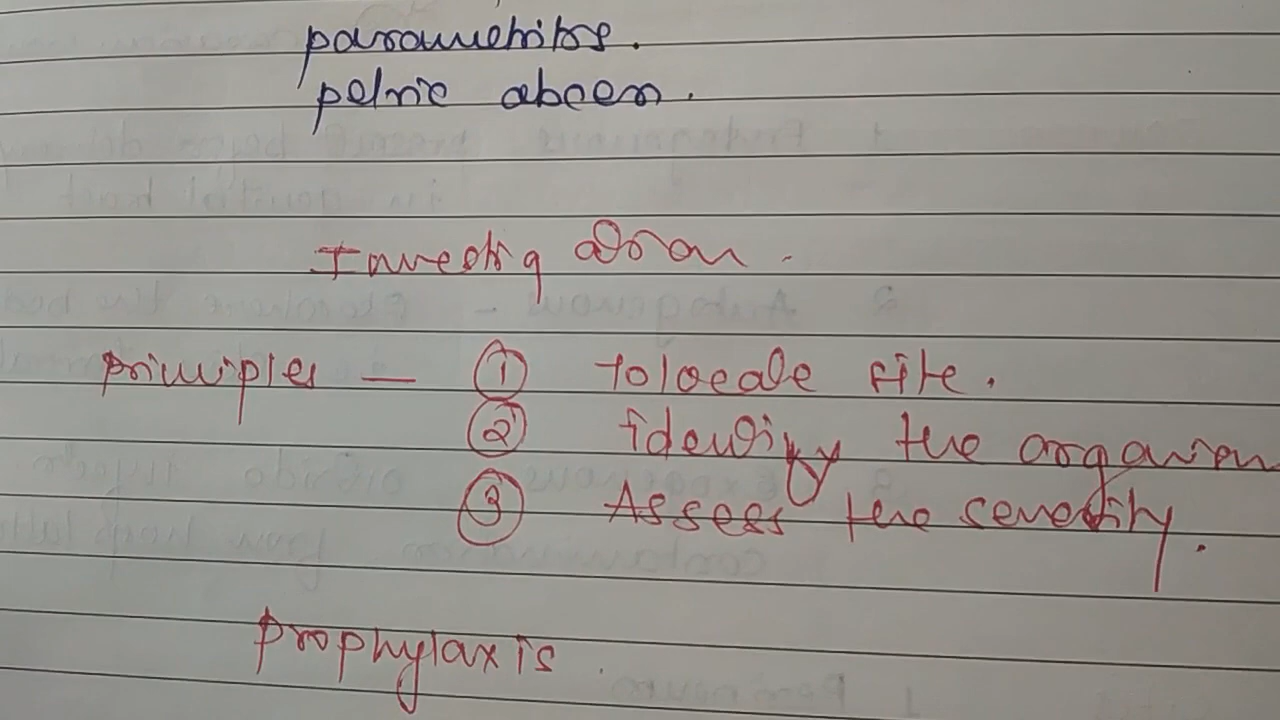 parametritis.
pelvic abcess.
Investigation.
principles — ① to locate site.
② identify the organism
③ Assess the severity.
prophylaxis